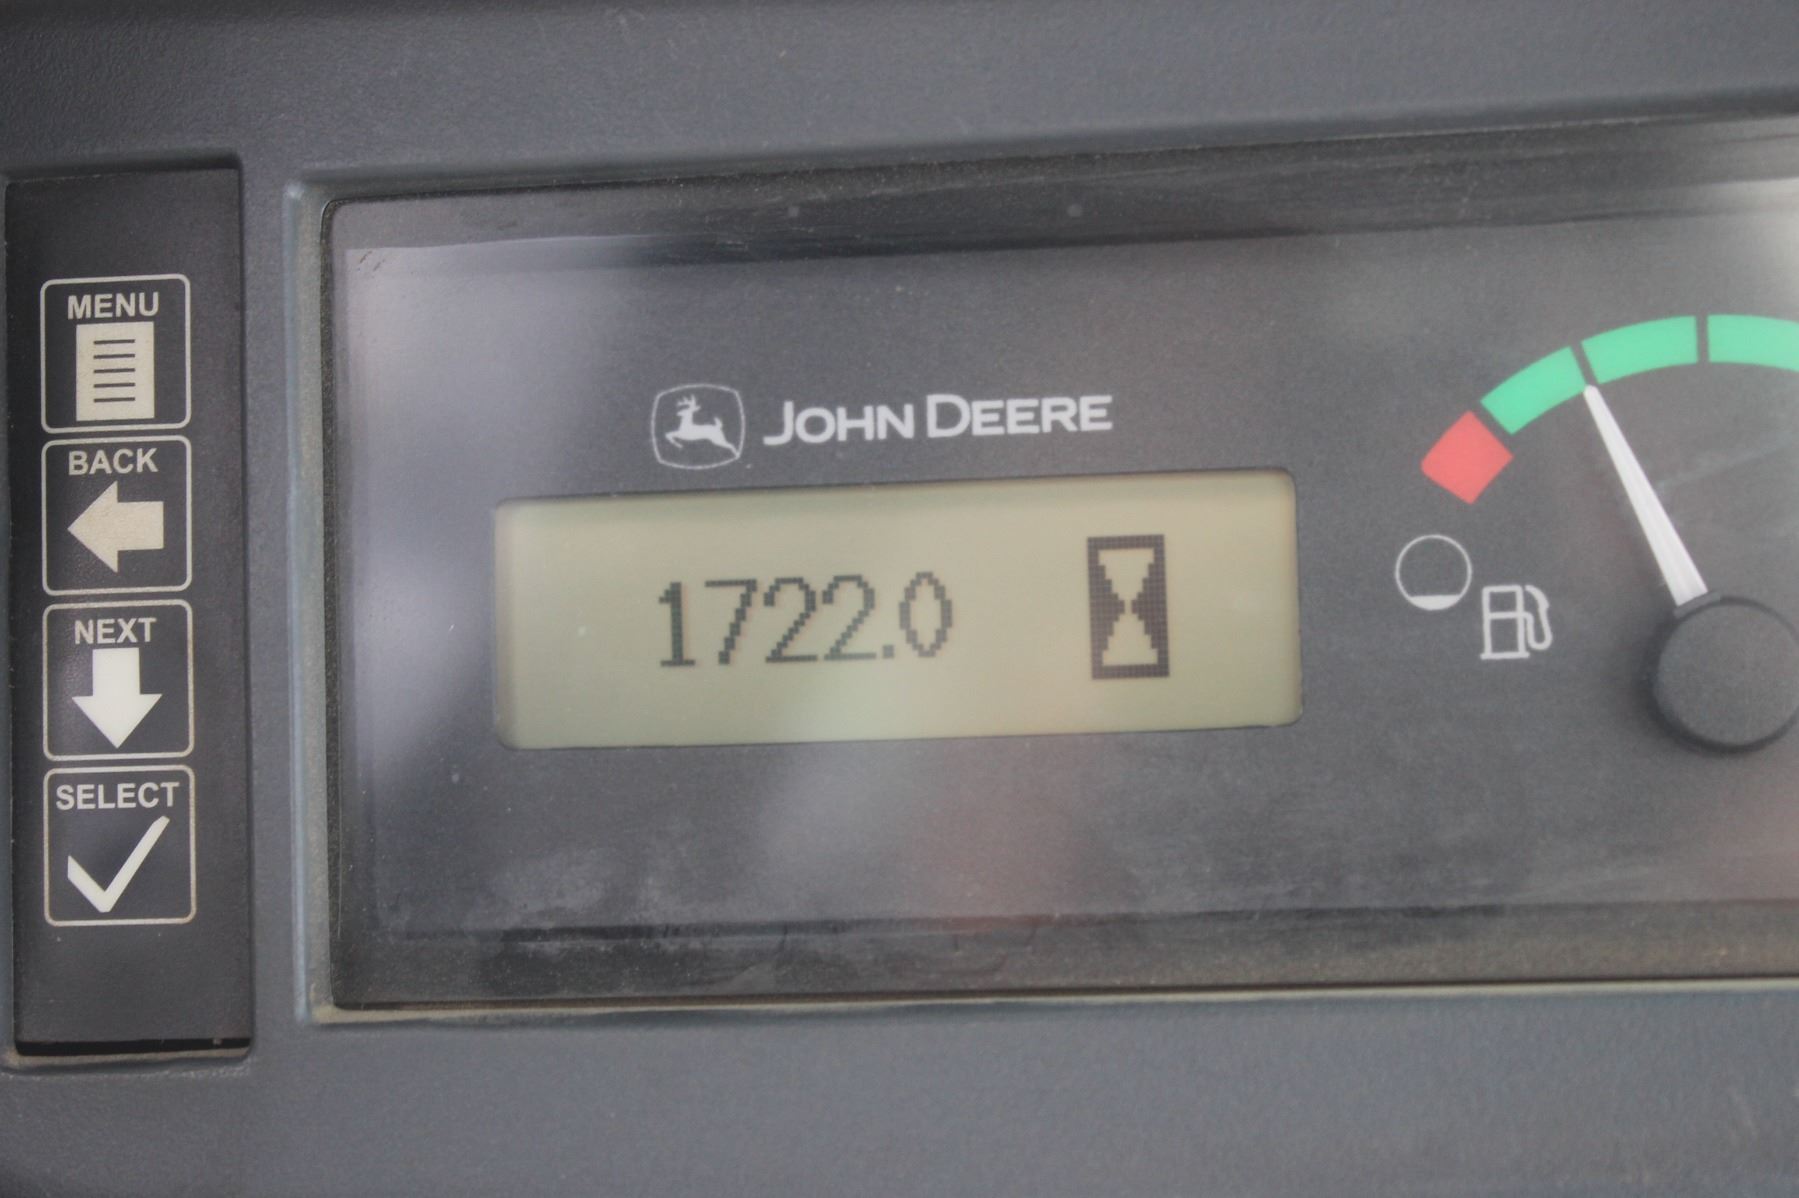 MENU
BACK
NEXT
SELECT
JOHN DEERE
1722.0